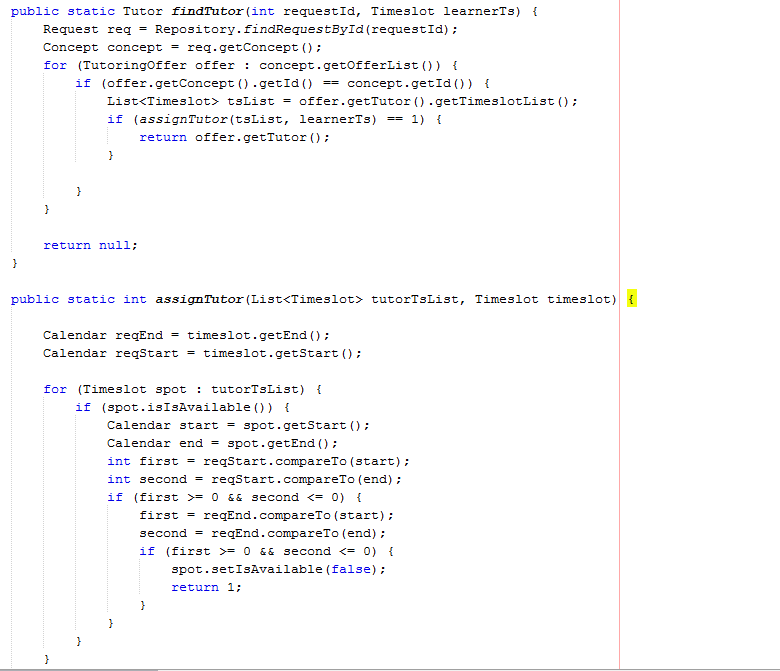 public static Tutor findTutor(int requestId, Timeslot learnerTs) {
    Request req = Repository.findRequestById(requestId);
    Concept concept = req.getConcept();
    for (TutoringOffer offer : concept.getOfferList()) {
        if (offer.getConcept().getId() == concept.getId()) {
            List<Timeslot> tsList = offer.getTutor().getTimeslotList();
            if (assignTutor(tsList, learnerTs) == 1) {
                return offer.getTutor();
            }
        }
    }
    return null;
}
public static int assignTutor(List<Timeslot> tutorTsList, Timeslot timeslot) {
    Calendar reqEnd = timeslot.getEnd();
    Calendar reqStart = timeslot.getStart();
    for (Timeslot spot : tutorTsList) {
        if (spot.isIsAvailable()) {
            Calendar start = spot.getStart();
            Calendar end = spot.getEnd();
            int first = reqStart.compareTo(start);
            int second = reqStart.compareTo(end);
            if (first >= 0 && second <= 0) {
                first = reqEnd.compareTo(start);
                second = reqEnd.compareTo(end);
                if (first >= 0 && second <= 0) {
                    spot.setIsAvailable(false);
                    return 1;
                }
            }
        }
    }